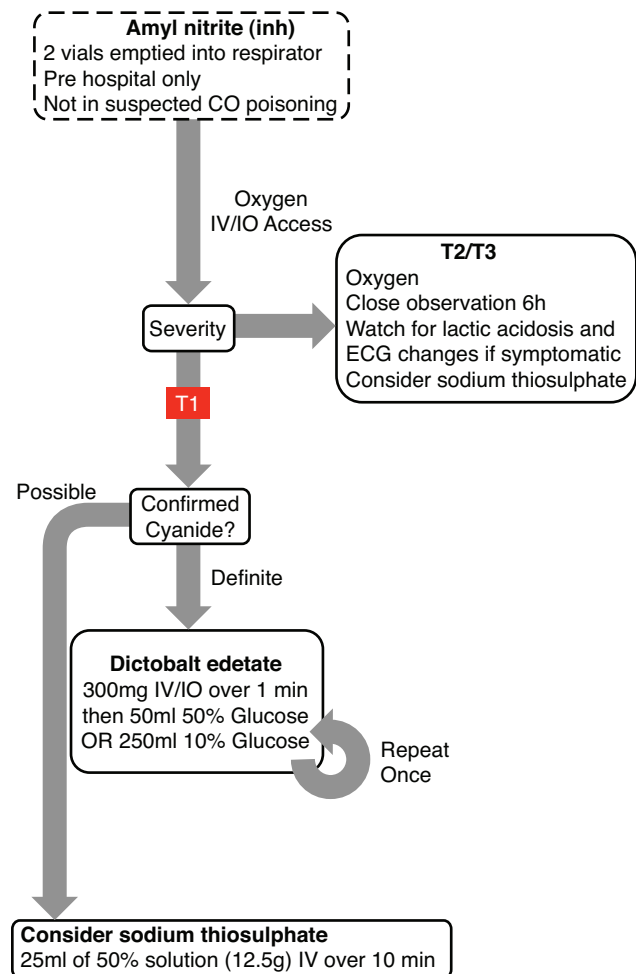 Amyl nitrite (inh)
2 vials emptied into respirator
Pre hospital only
Not in suspected CO poisoning
Oxygen
IV/IO Access
Severity
T2/T3
Oxygen
Close observation 6h
Watch for lactic acidosis and
ECG changes if symptomatic
Consider sodium thiosulphate
T1
Possible
Confirmed
Cyanide?
Definite
Dictobalt edetate
300mg IV/IO over 1 min
then 50ml 50% Glucose
OR 250ml 10% Glucose
Repeat
Once
Consider sodium thiosulphate
25ml of 50% solution (12.5g) IV over 10 min